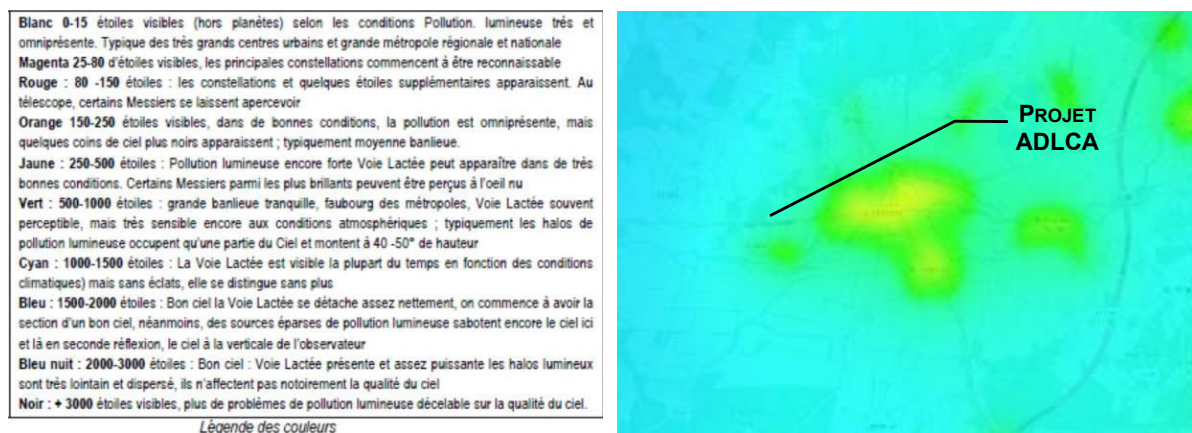 Blanc 0-15 étoiles visibles (hors planètes) selon les conditions Pollution. lumineuse très et
omniprésente. Typique des très grands centres urbains et grande métropole régionale et nationale
Magenta 25-80 d'étoiles visibles, les principales constellations commencent à être reconnaissable
Rouge : 80 -150 étoiles : les constellations et quelques étoiles supplémentaires apparaissent. Au
télescope, certains Messiers se laissent apercevoir
Orange 150-250 étoiles visibles, dans de bonnes conditions, la pollution est omniprésente, mais
quelques coins de ciel plus noirs apparaissent ; typiquement moyenne banlieue.
Jaune : 250-500 étoiles : Pollution lumineuse encore forte Voie Lactée peut apparaître dans de très
bonnes conditions. Certains Messiers parmi les plus brillants peuvent être perçus à l'oeil nu
Vert : 500-1000 étoiles : grande banlieue tranquille, faubourg des métropoles, Voie Lactée souvent
perceptible, mais très sensible encore aux conditions atmosphériques ; typiquement les halos de
pollution lumineuse occupent qu'une partie du Ciel et montent à 40 -50° de hauteur
Cyan : 1000-1500 étoiles : La Voie Lactée est visible la plupart du temps en fonction des conditions
climatiques) mais sans éclats, elle se distingue sans plus
Bleu : 1500-2000 étoiles : Bon ciel la Voie Lactée se détache assez nettement, on commence à avoir la
section d'un bon ciel, néanmoins, des sources éparses de pollution lumineuse sabotent encore le ciel ici
et là en seconde réflexion, le ciel à la verticale de l'observateur
Bleu nuit : 2000-3000 étoiles : Bon ciel : Voie Lactée présente et assez puissante les halos lumineux
sont très lointain et dispersé, ils n'affectent pas notoirement la qualité du ciel
Noir : + 3000 étoiles visibles, plus de problèmes de pollution lumineuse décelable sur la qualité du ciel.
Lègende des couleurs
PROJET
ADLCA